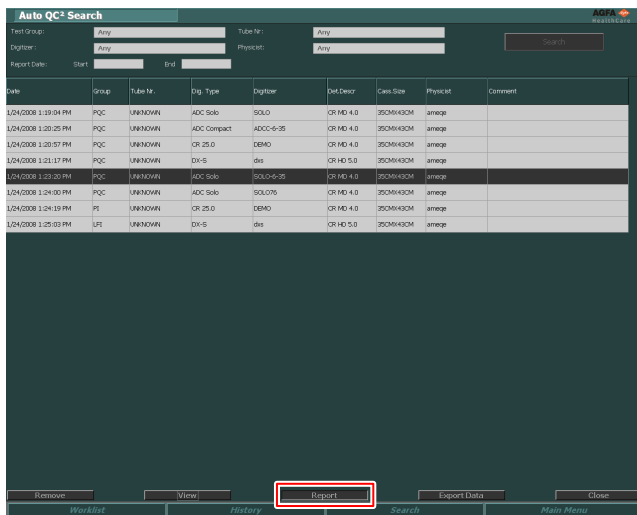 Auto QC² Search
AGFA
HealthCare
Test Group: Any Tube Nr: Any
Digitizer: Any Physicist: Any
Search
Report Date: Start End
Date Group Tube Nr. Dig. Type Digitizer Det.Descr Cass.Size Physicist Comment
1/24/2008 1:19:04 PM PQC UNKNOWN ADC Solo SOLO CR MD 4.0 35CMX43CM ameqe
1/24/2008 1:20:25 PM PQC UNKNOWN ADC Compact ADCC-6-35 CR MD 4.0 35CMX43CM ameqe
1/24/2008 1:20:57 PM PQC UNKNOWN CR 25.0 DEMO CR MD 4.0 35CMX43CM ameqe
1/24/2008 1:21:17 PM PQC UNKNOWN DX-S dxs CR HD 5.0 35CMX43CM ameqe
1/24/2008 1:23:20 PM PQC UNKNOWN ADC Solo SOLO-6-35 CR MD 4.0 35CMX43CM ameqe
1/24/2008 1:24:00 PM PQC UNKNOWN ADC Solo SOLO76 CR MD 4.0 35CMX43CM ameqe
1/24/2008 1:24:19 PM PI UNKNOWN CR 25.0 DEMO CR MD 4.0 35CMX43CM ameqe
1/24/2008 1:25:03 PM LFI UNKNOWN DX-S dxs CR HD 5.0 35CMX43CM ameqe
Remove View Report Export Data Close
Worklist History Search Main Menu